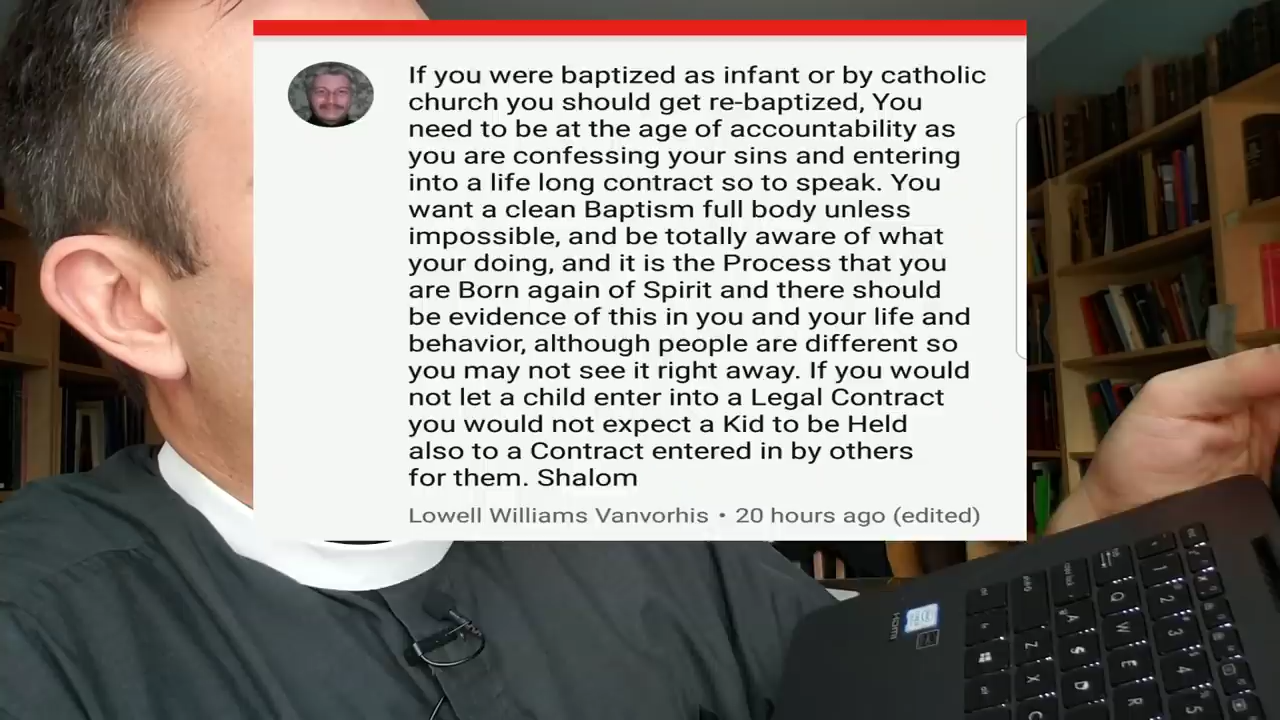 If you were baptized as infant or by catholic
church you should get re-baptized, You
need to be at the age of accountability as
you are confessing your sins and entering
into a life long contract so to speak. You
want a clean Baptism full body unless
impossible, and be totally aware of what
your doing, and it is the Process that you
are Born again of Spirit and there should
be evidence of this in you and your life and
behavior, although people are different so
you may not see it right away. If you would
not let a child enter into a Legal Contract
you would not expect a Kid to be Held
also to a Contract entered in by others
for them. Shalom
Lowell Williams Vanvorhis • 20 hours ago (edited)